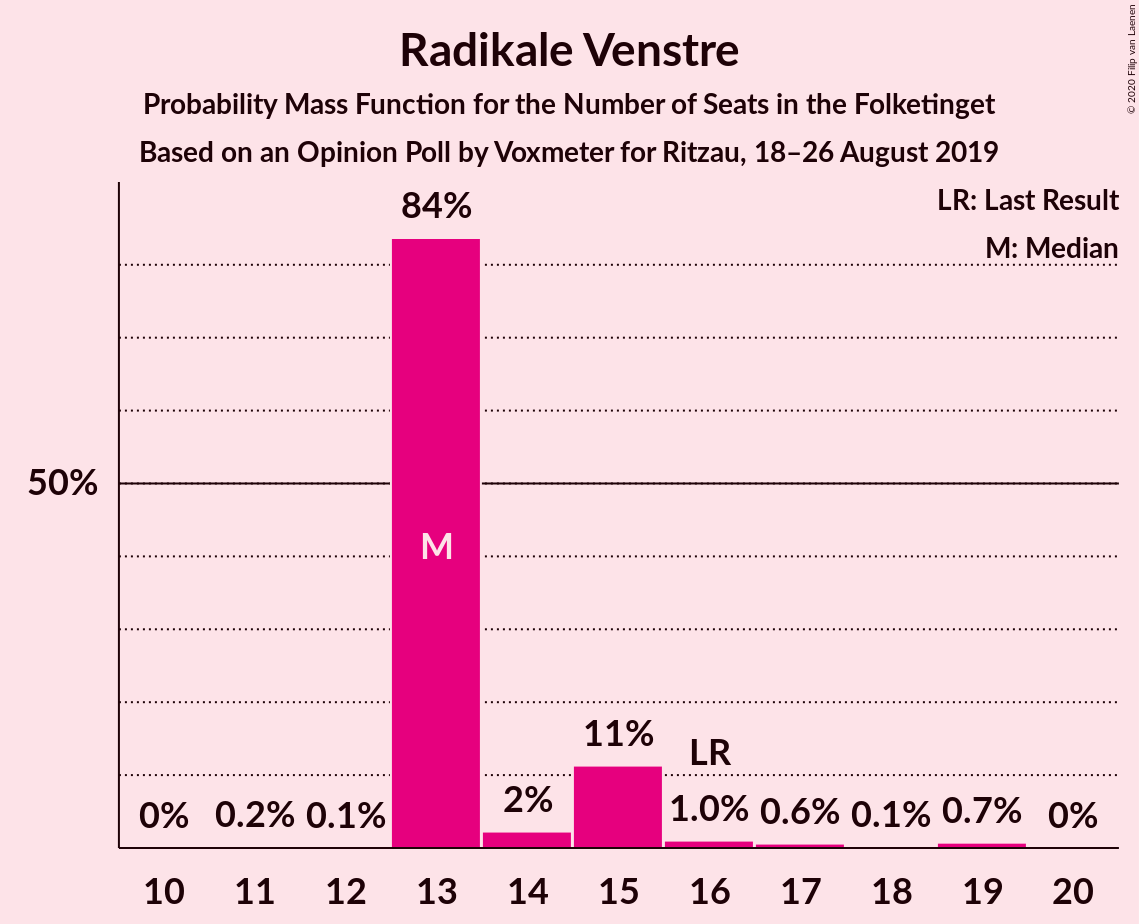 Radikale Venstre
Probability Mass Function for the Number of Seats in the Folketinget
Based on an Opinion Poll by Voxmeter for Ritzau, 18–26 August 2019
© 2020 Filip van Laenen
LR: Last Result
M: Median
84%
50%
M
11%
LR
0%
0.2%
0.1%
2%
1.0%
0.6%
0.1%
0.7%
0%
10 11 12 13 14 15 16 17 18 19 20